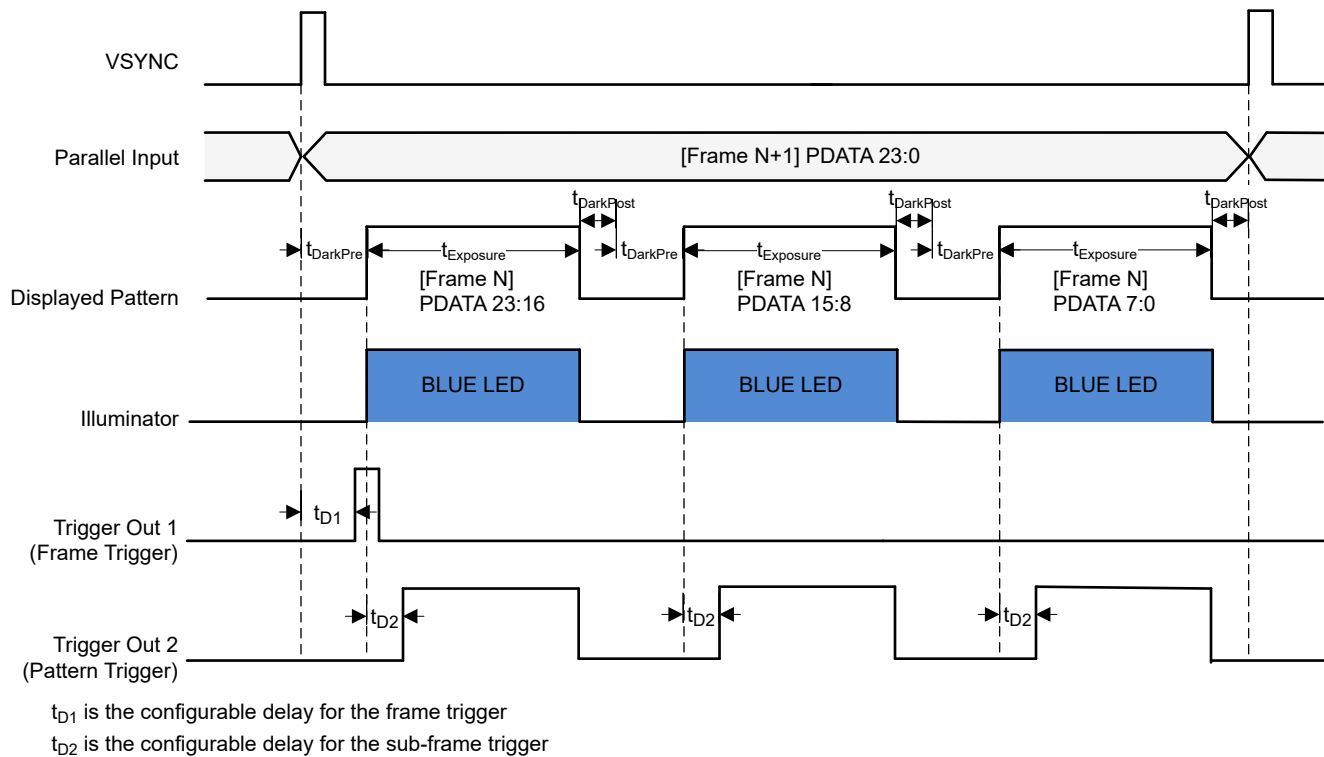 VSYNC
Parallel Input
[Frame N+1] PDATA 23:0
tDarkPost
tDarkPost
tDarkPost
tDarkPre
tExposure
tDarkPre
tExposure
tDarkPre
tExposure
Displayed Pattern
[Frame N]
PDATA 23:16
[Frame N]
PDATA 15:8
[Frame N]
PDATA 7:0
Illuminator
BLUE LED
BLUE LED
BLUE LED
tD1
Trigger Out 1
(Frame Trigger)
tD2
tD2
tD2
Trigger Out 2
(Pattern Trigger)
tD1 is the configurable delay for the frame trigger
tD2 is the configurable delay for the sub-frame trigger